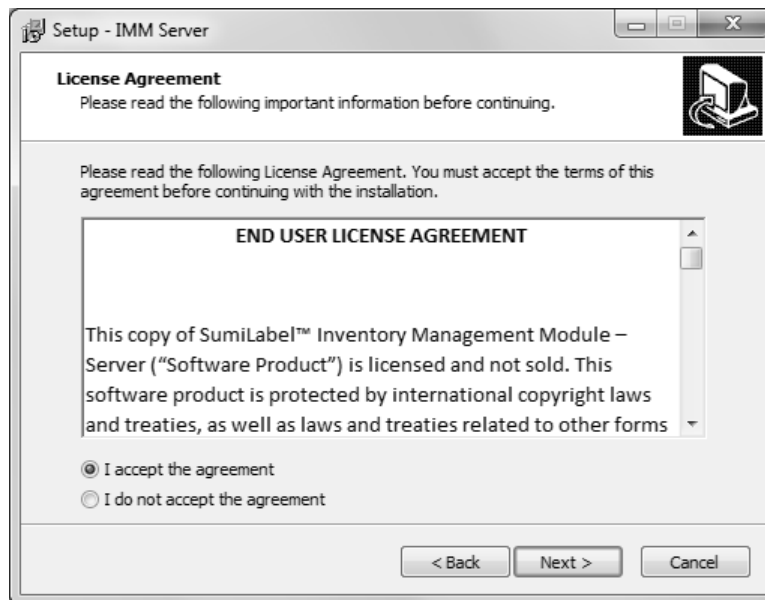 Setup - IMM Server
License Agreement
Please read the following important information before continuing.
Please read the following License Agreement. You must accept the terms of this
agreement before continuing with the installation.
END USER LICENSE AGREEMENT
This copy of SumiLabel™ Inventory Management Module –
Server (“Software Product”) is licensed and not sold. This
software product is protected by international copyright laws
and treaties, as well as laws and treaties related to other forms
I accept the agreement
I do not accept the agreement
< Back Next > Cancel